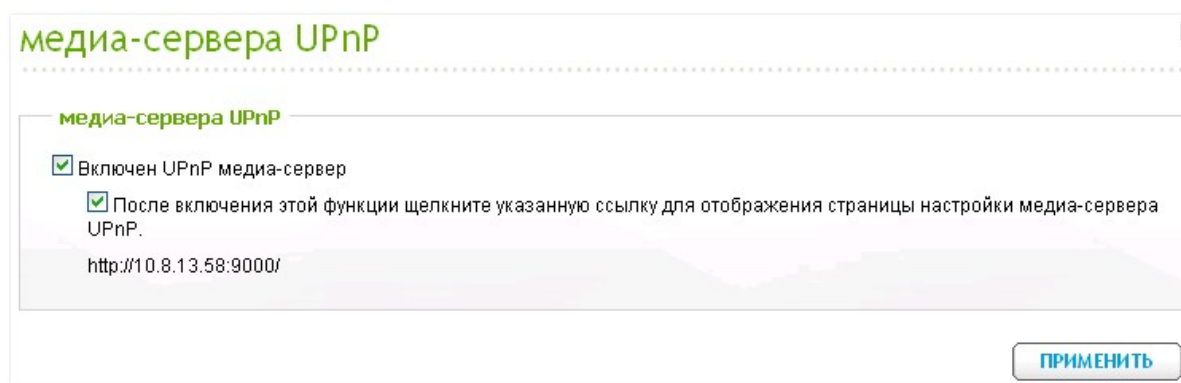 медиа-сервера UPnP
медиа-сервера UPnP
Включен UPnP медиа-сервер
После включения этой функции щелкните указанную ссылку для отображения страницы настройки медиа-сервера
UPnP.
http://10.8.13.58:9000/
ПРИМЕНИТЬ